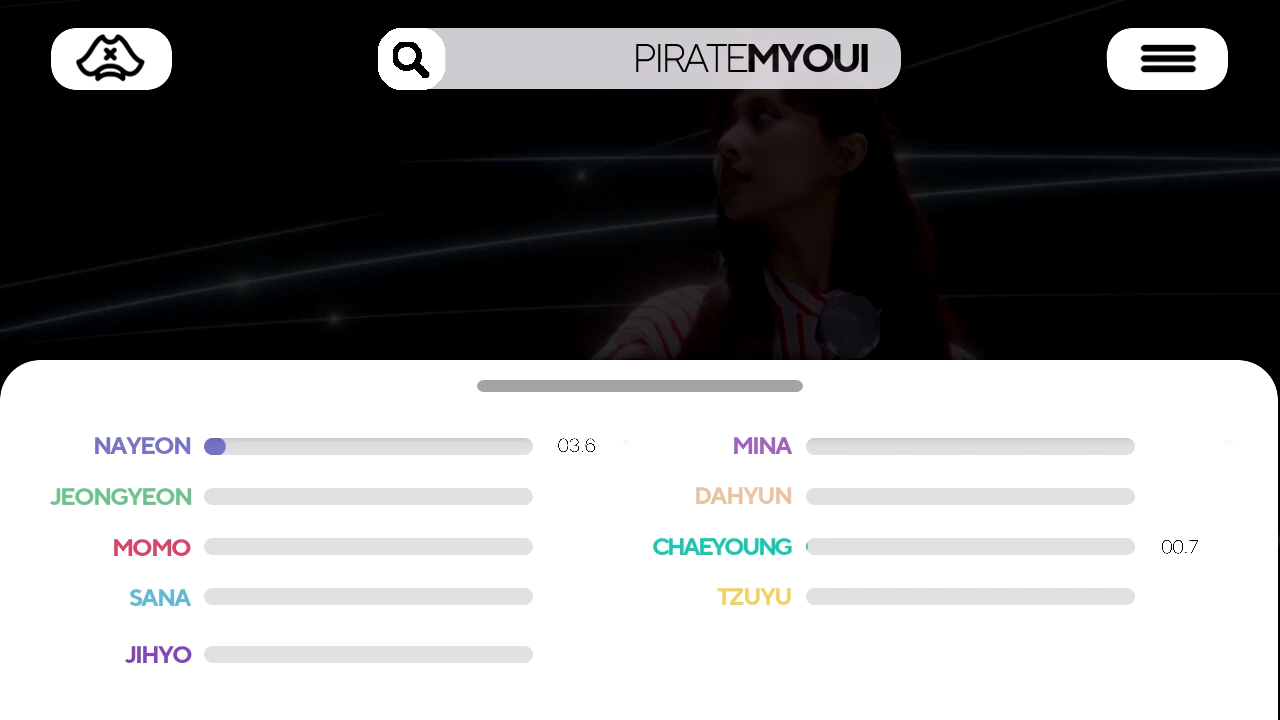 PIRATEMYOUI
NAYEON 03.6
JEONGYEON
MOMO
SANA
JIHYO
MINA
DAHYUN
CHAEYOUNG 00.7
TZUYU